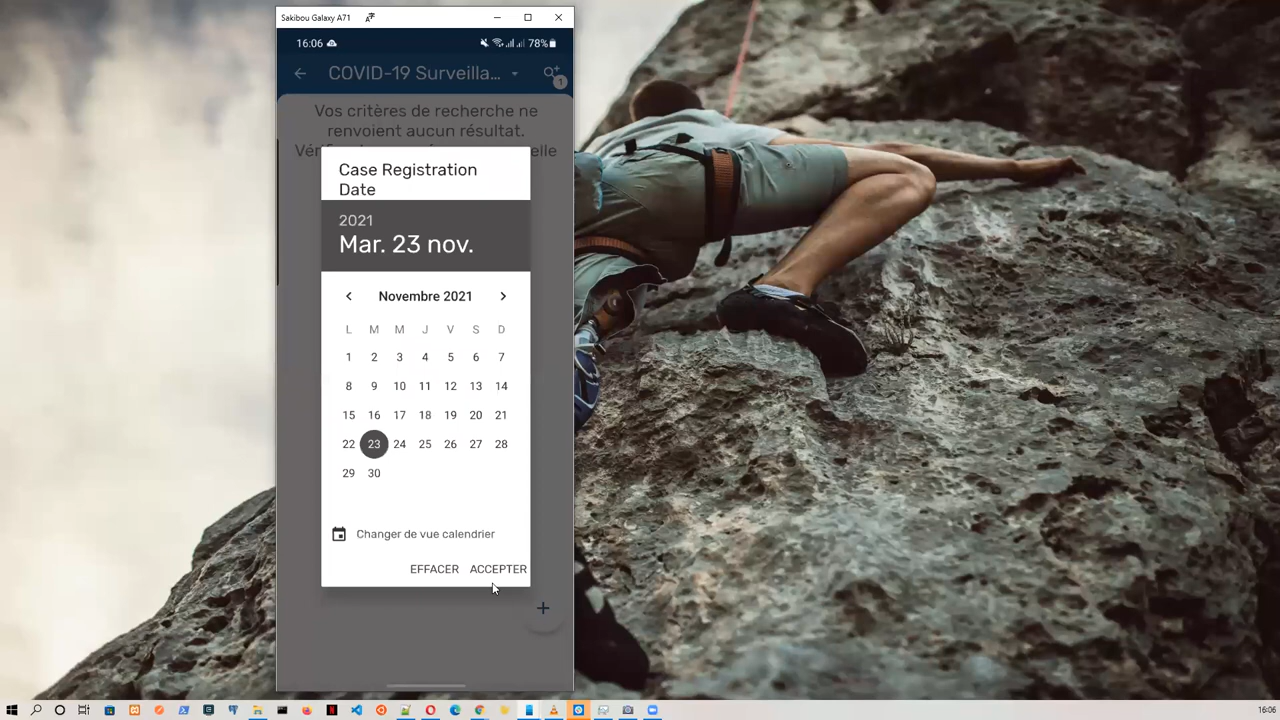 Sakibou Galaxy A71
16:06
78%
COVID-19 Surveilla...
1
Vos critères de recherche ne
renvoient aucun résultat.
Case Registration
Date
2021
Mar. 23 nov.
Novembre 2021
L M M J V S D
1 2 3 4 5 6 7
8 9 10 11 12 13 14
15 16 17 18 19 20 21
22 23 24 25 26 27 28
29 30
Changer de vue calendrier
EFFACER ACCEPTER
16:06